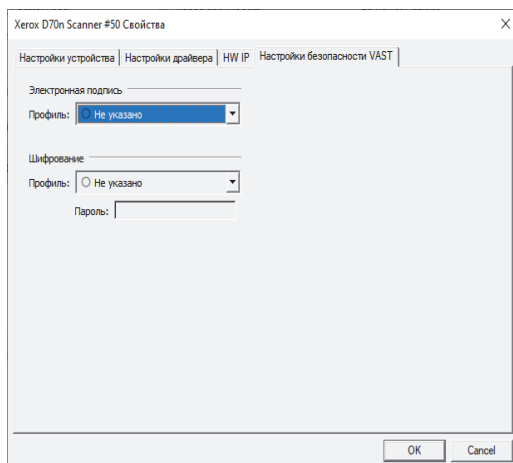 Xerox D70n Scanner #50 Свойства
Настройки устройства Настройки драйвера HW IP Настройки безопасности VAST
Электронная подпись
Профиль: Не указано
Шифрование
Профиль: Не указано
Пароль:
OK Cancel